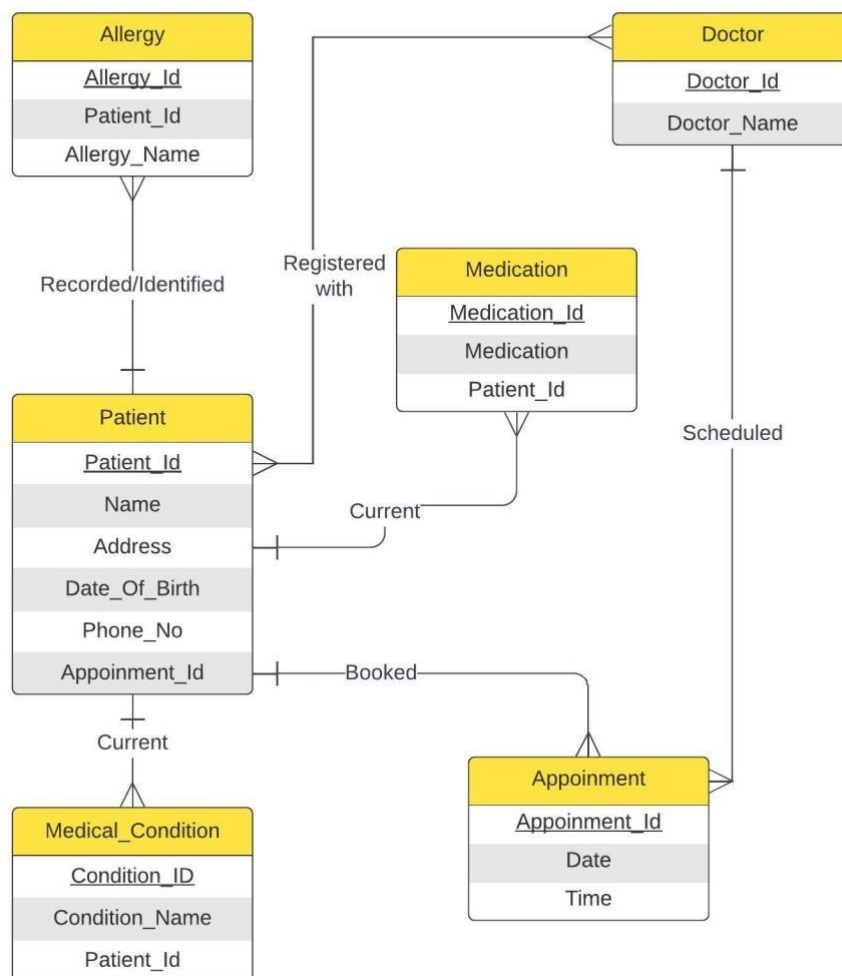 Allergy
Allergy_Id
Patient_Id
Allergy_Name
Doctor
Doctor_Id
Doctor_Name
Recorded/Identified
Registered
with
Medication
Medication_Id
Medication
Patient_Id
Scheduled
Patient
Patient_Id
Name
Address
Date_Of_Birth
Phone_No
Appoinment_Id
Current
Booked
Current
Appoinment
Appoinment_Id
Date
Time
Medical_Condition
Condition_ID
Condition_Name
Patient_Id